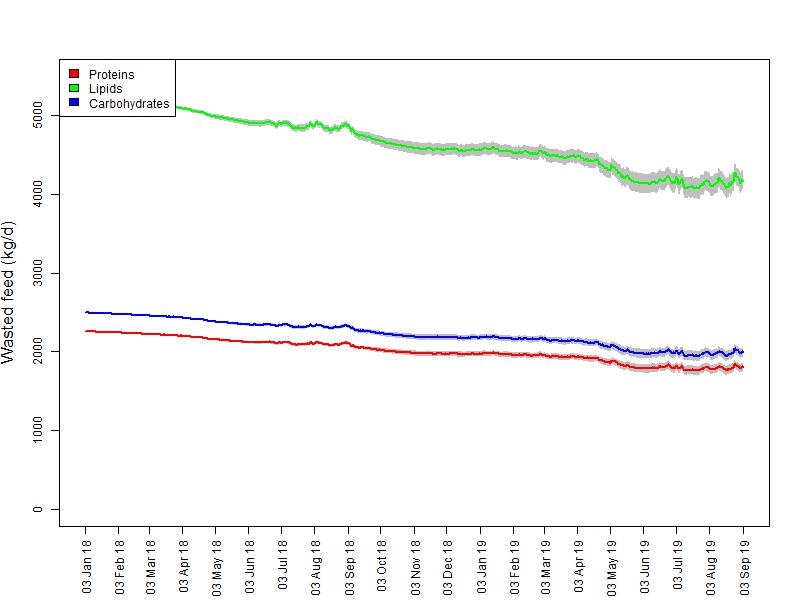 Proteins
Lipids
Carbohydrates
Wasted feed (kg/d)
5000
4000
3000
2000
1000
0
03 Jan 18
03 Feb 18
03 Mar 18
03 Apr 18
03 May 18
03 Jun 18
03 Jul 18
03 Aug 18
03 Sep 18
03 Oct 18
03 Nov 18
03 Dec 18
03 Jan 19
03 Feb 19
03 Mar 19
03 Apr 19
03 May 19
03 Jun 19
03 Jul 19
03 Aug 19
03 Sep 19